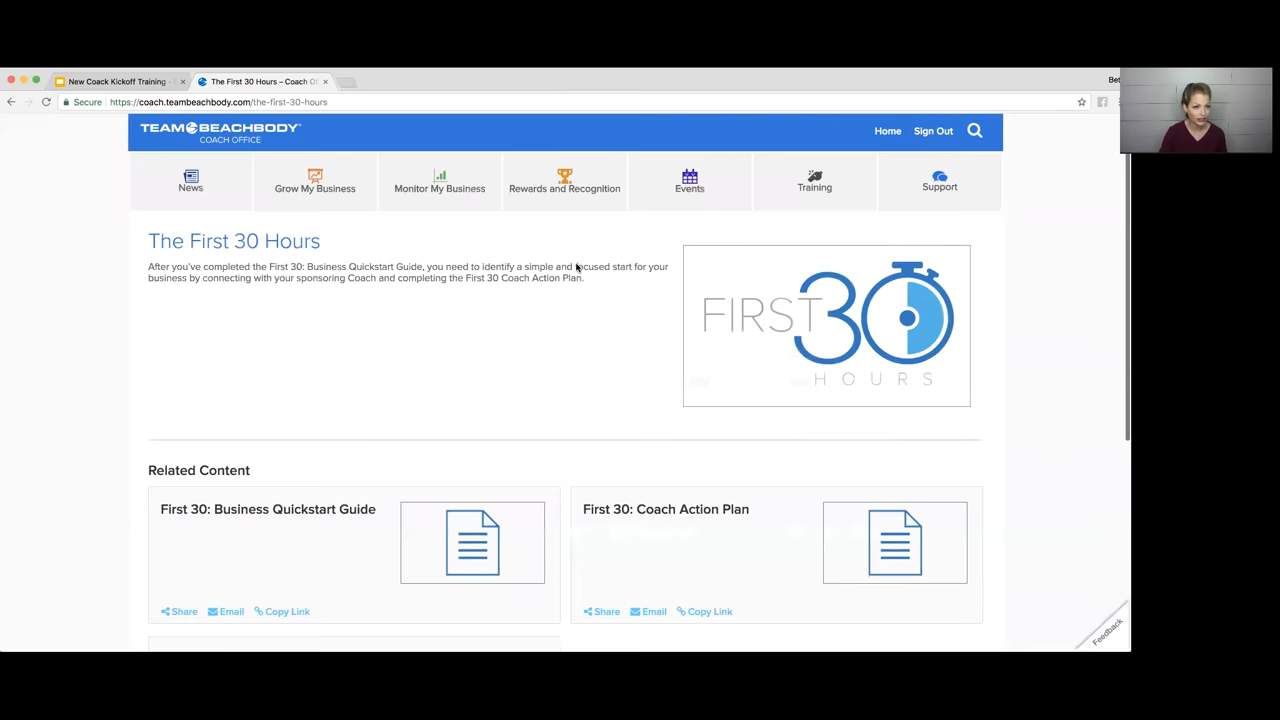 New Coach Kickoff Training -
The First 30 Hours – Coach O
Bet
Secure https://coach.teambeachbody.com/the-first-30-hours
TEAM BEACHBODY
COACH OFFICE
Home Sign Out
News Grow My Business Monitor My Business Rewards and Recognition Events Training Support
The First 30 Hours
After you've completed the First 30: Business Quickstart Guide, you need to identify a simple and focused start for your
business by connecting with your sponsoring Coach and completing the First 30 Coach Action Plan.
FIRST 30
HOURS
Related Content
First 30: Business Quickstart Guide First 30: Coach Action Plan
Share Email Copy Link Share Email Copy Link
Feedback